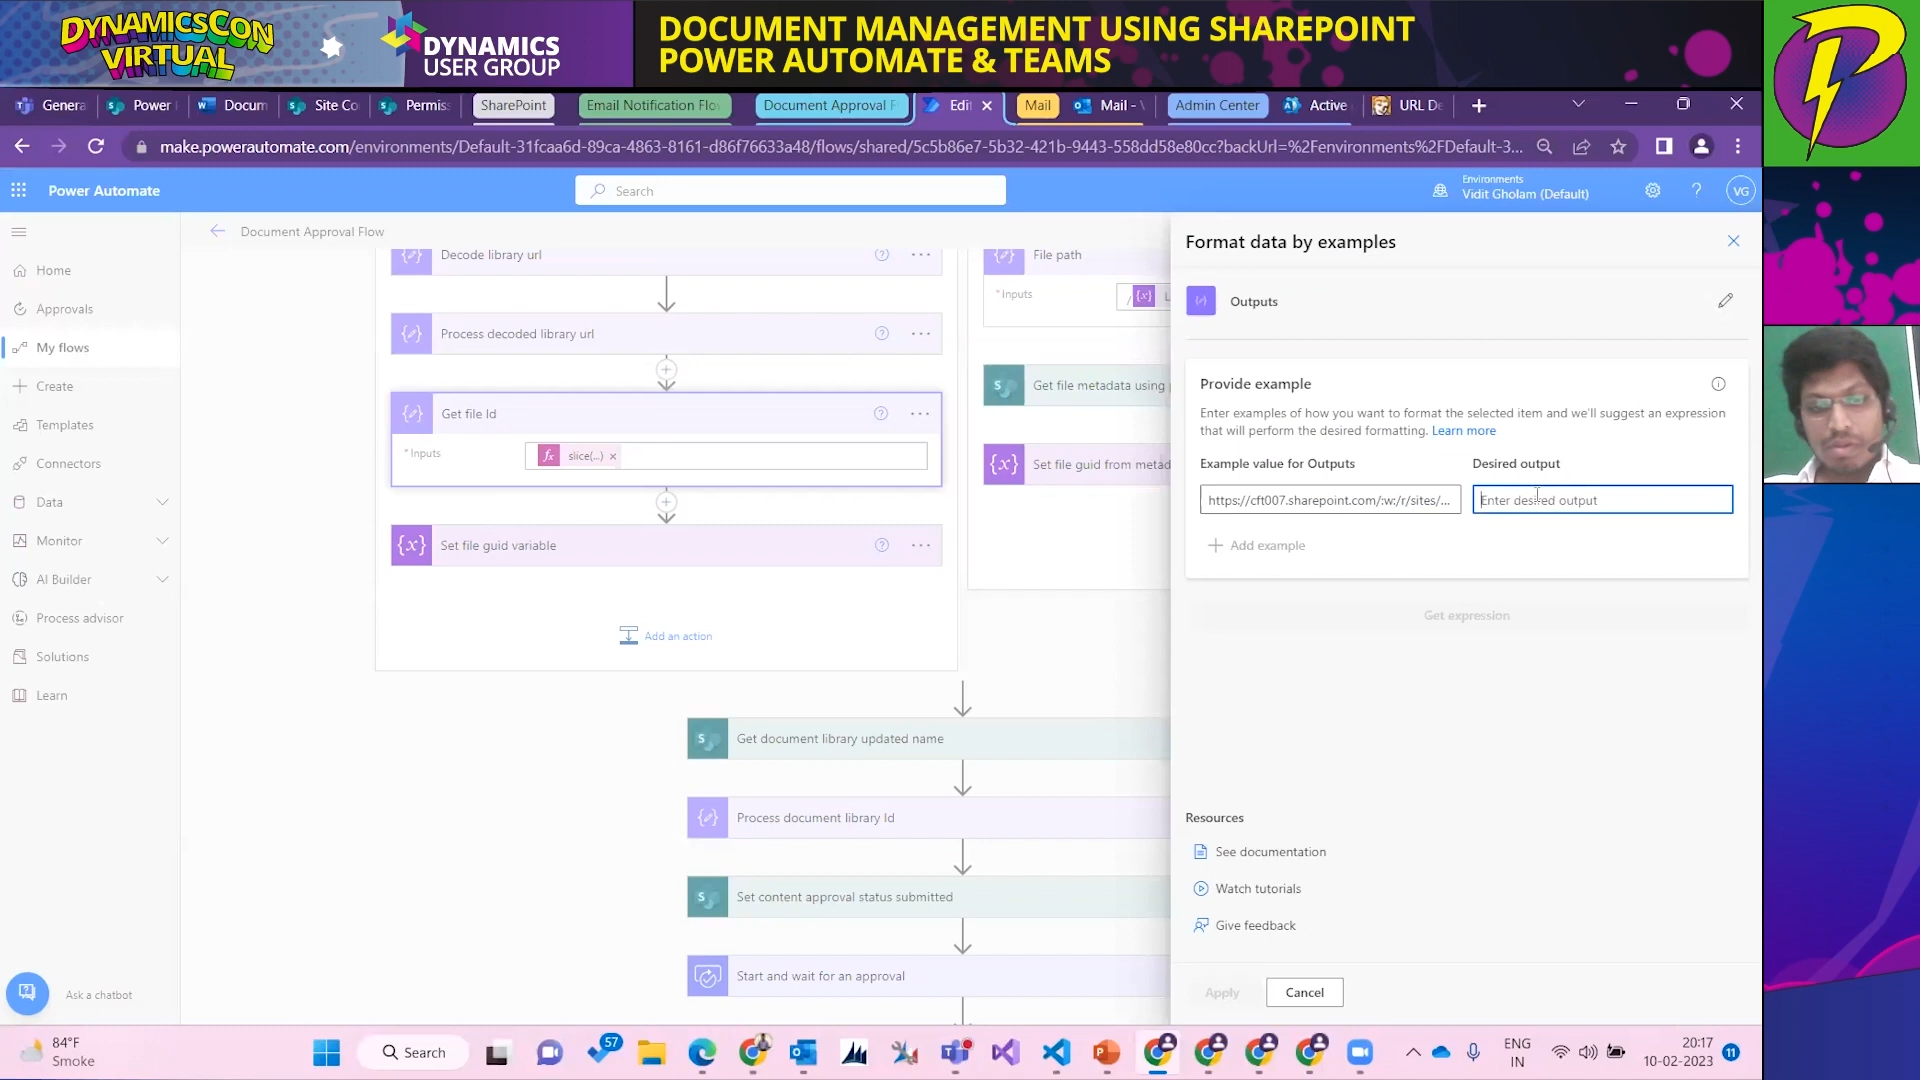 DYNAMICSCON
VIRTUAL
DYNAMICS
USER GROUP
DOCUMENT MANAGEMENT USING SHAREPOINT
POWER AUTOMATE & TEAMS
Genera
Power
Docum
Site Co
Permis
SharePoint
Email Notification Flo
Document Approval F
Edi
Mail
Mail -
Admin Center
Active
URL De
make.powerautomate.com/environments/Default-31fcaa6d-89ca-4863-8161-d86f76633a48/flows/shared/5c5b86e7-5b32-421b-9443-558dd58e80cc?backUrl=%2Fenvironments%2FDefault-3...
Power Automate
Search
Environments
Vidit Gholam (Default)
VG
Document Approval Flow
Home
Approvals
My flows
Create
Templates
Connectors
Data
Monitor
AI Builder
Process advisor
Solutions
Learn
Ask a chatbot
Decode library url
Process decoded library url
Get file Id
* Inputs
fx slice(...) ×
Set file guid variable
Add an action
File path
* Inputs
/ {x} L
Get file metadata using
Set file guid from metad
Get document library updated name
Process document library Id
Set content approval status submitted
Start and wait for an approval
Format data by examples
Outputs
Provide example
Enter examples of how you want to format the selected item and we'll suggest an expression
that will perform the desired formatting. Learn more
Example value for Outputs
Desired output
https://cft007.sharepoint.com/:w:/r/sites/...
Enter desired output
Add example
Get expression
Resources
See documentation
Watch tutorials
Give feedback
Apply
Cancel
84°F
Smoke
Search
57
ENG
IN
20:17
10-02-2023
11